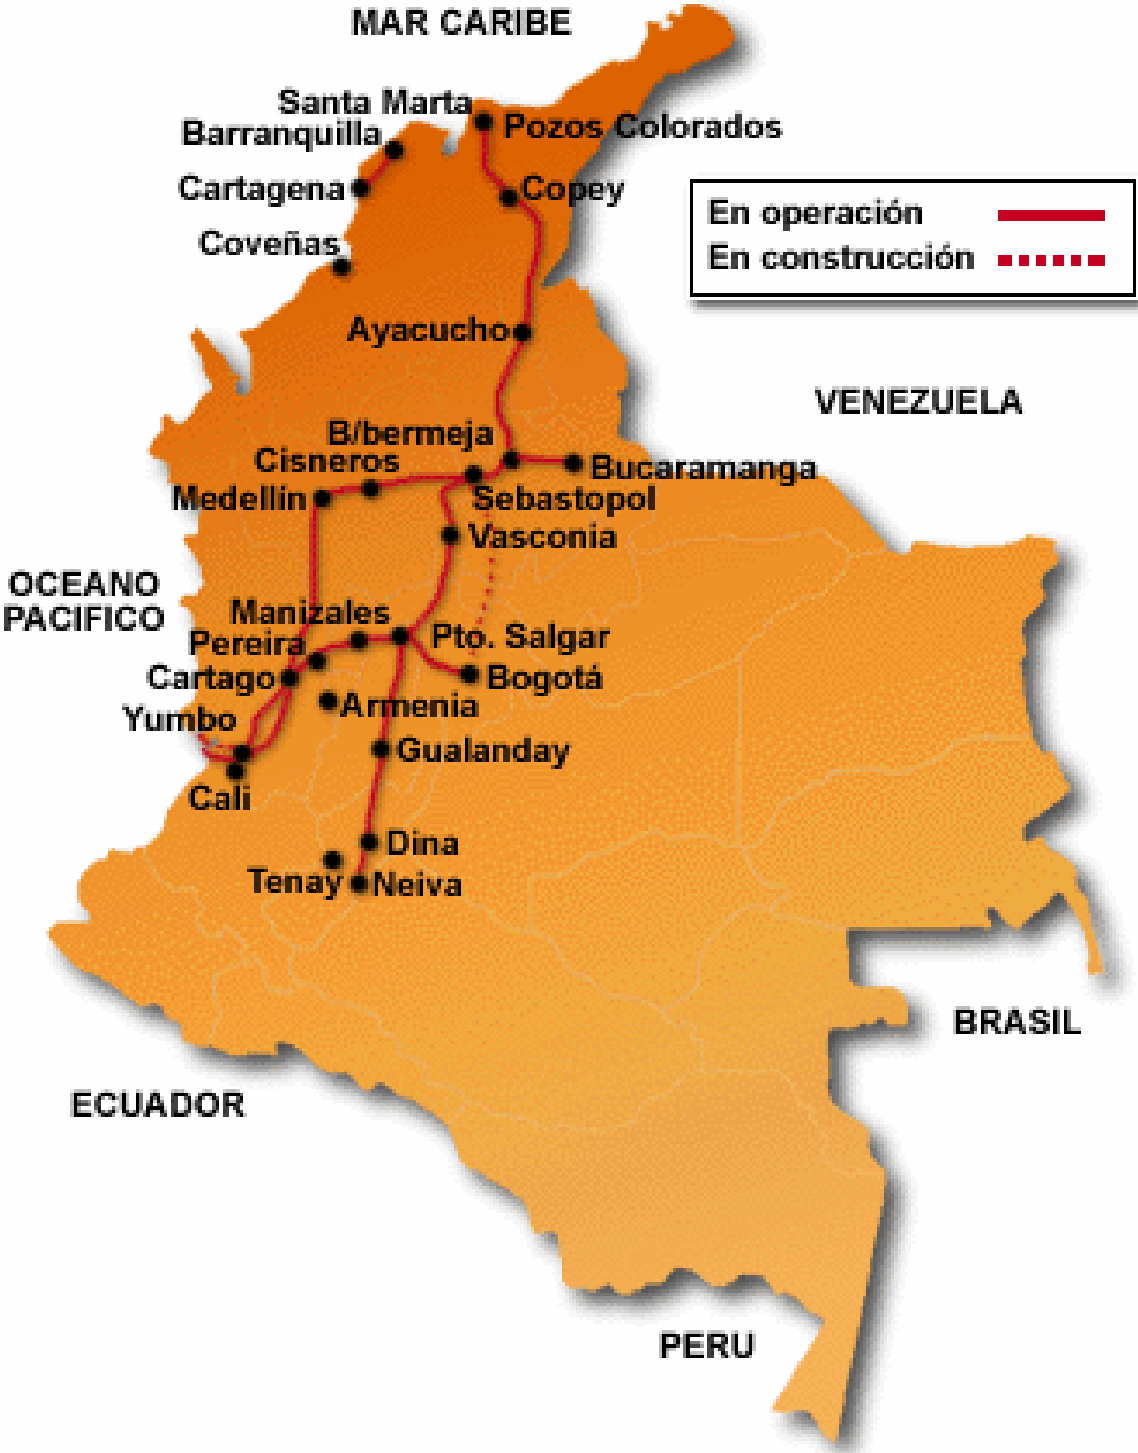 MAR CARIBE
Santa Marta
Pozos Colorados
Barranquilla
Cartagena
Copey
En operación
En construcción
Coveñas
Ayacucho
VENEZUELA
B/bermeja
Cisneros
Bucaramanga
Medellín
Sebastopol
Vasconia
OCEANO
PACIFICO
Manizales
Pereira
Pto. Salgar
Cartago
Bogotá
Armenia
Yumbo
Gualanday
Cali
Dina
Tenay
Neiva
BRASIL
ECUADOR
PERU